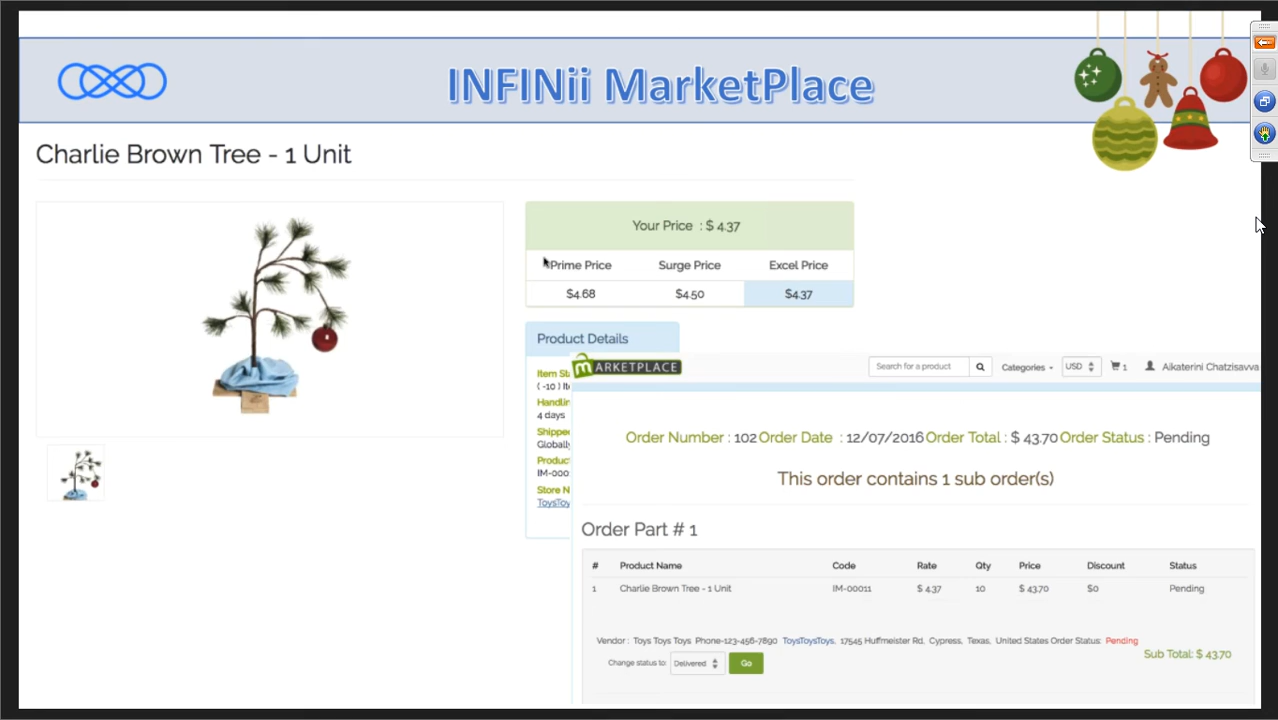 INFINii MarketPlace
Charlie Brown Tree - 1 Unit
Your Price : $ 4.37
Prime Price Surge Price Excel Price
$4.68 $4.50 $4.37
Product Details
Item
( -10 )
4 days
IM-000
Store
mARKETPLACE
Search for a product Categories USD 1 Aikaterini Chatzisavva
Order Number : 102 Order Date : 12/07/2016 Order Total : $ 43.70 Order Status : Pending
This order contains 1 sub order(s)
Order Part # 1
# Product Name Code Rate Qty Price Discount Status
1 Charlie Brown Tree - 1 Unit IM-00011 $ 4.37 10 $ 43.70 $0 Pending
Vendor : Toys Toys Toys Phone-123-456-7890 ToysToysToys, 17545 Huffmeister Rd, Cypress, Texas, United States Order Status: Pending
Sub Total: $ 43.70
Change status to: Delivered Go